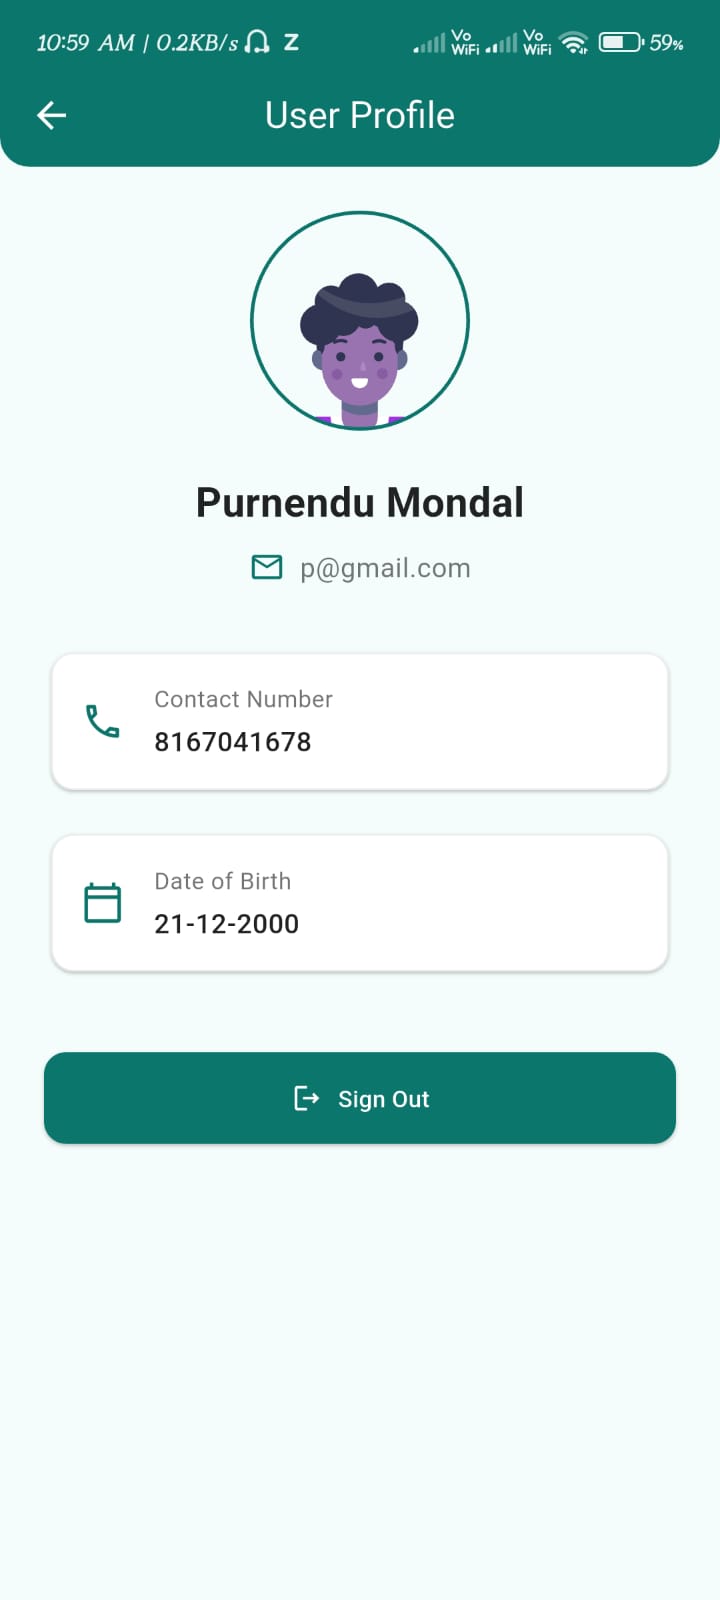 10:59 AM | 0.2KB/s Z Vo WiFi Vo WiFi 59%
User Profile
Purnendu Mondal
p@gmail.com
Contact Number
8167041678
Date of Birth
21-12-2000
Sign Out